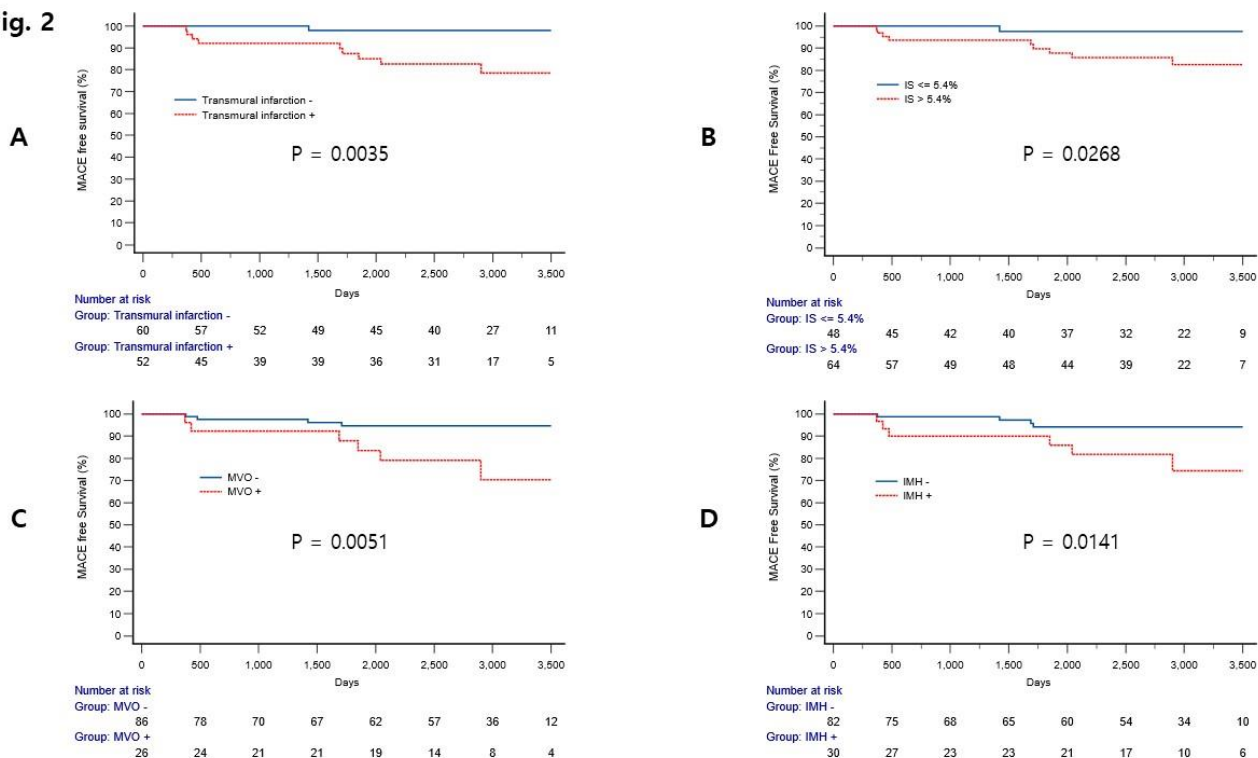 ig. 2
A
MACE free survival (%)
100
90
80
70
60
50
40
30
20
10
0
Transmural infarction -
Transmural infarction +
P = 0.0035
0 500 1,000 1,500 2,000 2,500 3,000 3,500
Days
Number at risk
Group: Transmural infarction -
60 57 52 49 45 40 27 11
Group: Transmural infarction +
52 45 39 39 36 31 17 5
B
MACE Free Survival (%)
100
90
80
70
60
50
40
30
20
10
0
IS <= 5.4%
IS > 5.4%
P = 0.0268
0 500 1,000 1,500 2,000 2,500 3,000 3,500
Days
Number at risk
Group: IS <= 5.4%
48 45 42 40 37 32 22 9
Group: IS > 5.4%
64 57 49 48 44 39 22 7
C
MACE free Survival (%)
100
90
80
70
60
50
40
30
20
10
0
MVO -
MVO +
P = 0.0051
0 500 1,000 1,500 2,000 2,500 3,000 3,500
Days
Number at risk
Group: MVO -
86 78 70 67 62 57 36 12
Group: MVO +
26 24 21 21 19 14 8 4
D
MACE Free Survival (%)
100
90
80
70
60
50
40
30
20
10
0
IMH -
IMH +
P = 0.0141
0 500 1,000 1,500 2,000 2,500 3,000 3,500
Days
Number at risk
Group: IMH -
82 75 68 65 60 54 34 10
Group: IMH +
30 27 23 23 21 17 10 6